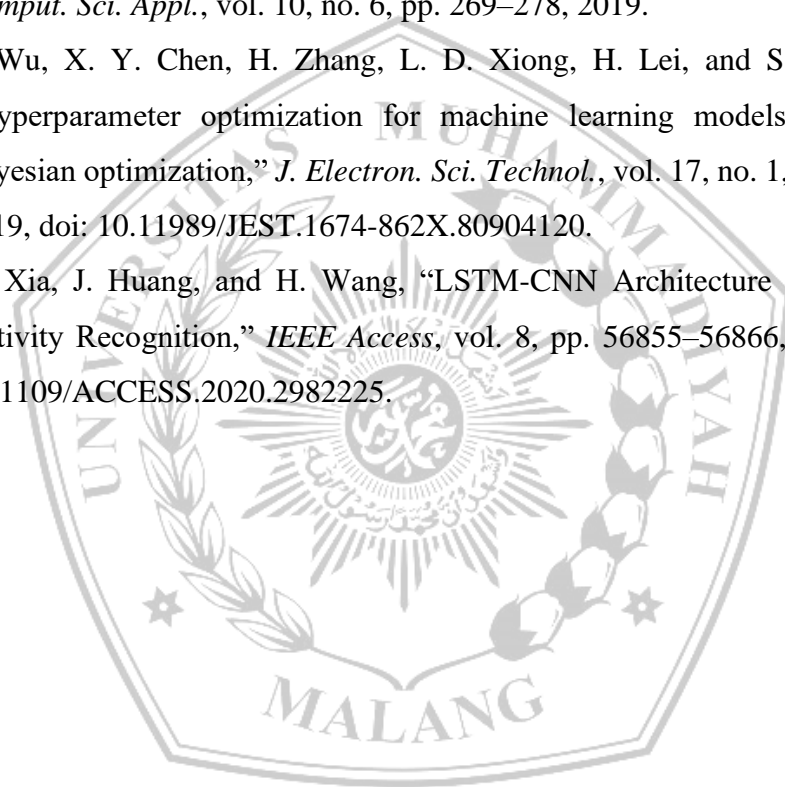 mput. Sci. Appl., vol. 10, no. 6, pp. 269–278, 2019.
Wu, X. Y. Chen, H. Zhang, L. D. Xiong, H. Lei, and S
yperparameter optimization for machine learning models
yesian optimization,” J. Electron. Sci. Technol., vol. 17, no. 1,
19, doi: 10.11989/JEST.1674-862X.80904120.
Xia, J. Huang, and H. Wang, “LSTM-CNN Architecture
tivity Recognition,” IEEE Access, vol. 8, pp. 56855–56866,
1109/ACCESS.2020.2982225.
UNIVERSITAS MUHAMMADIYAH
MALANG